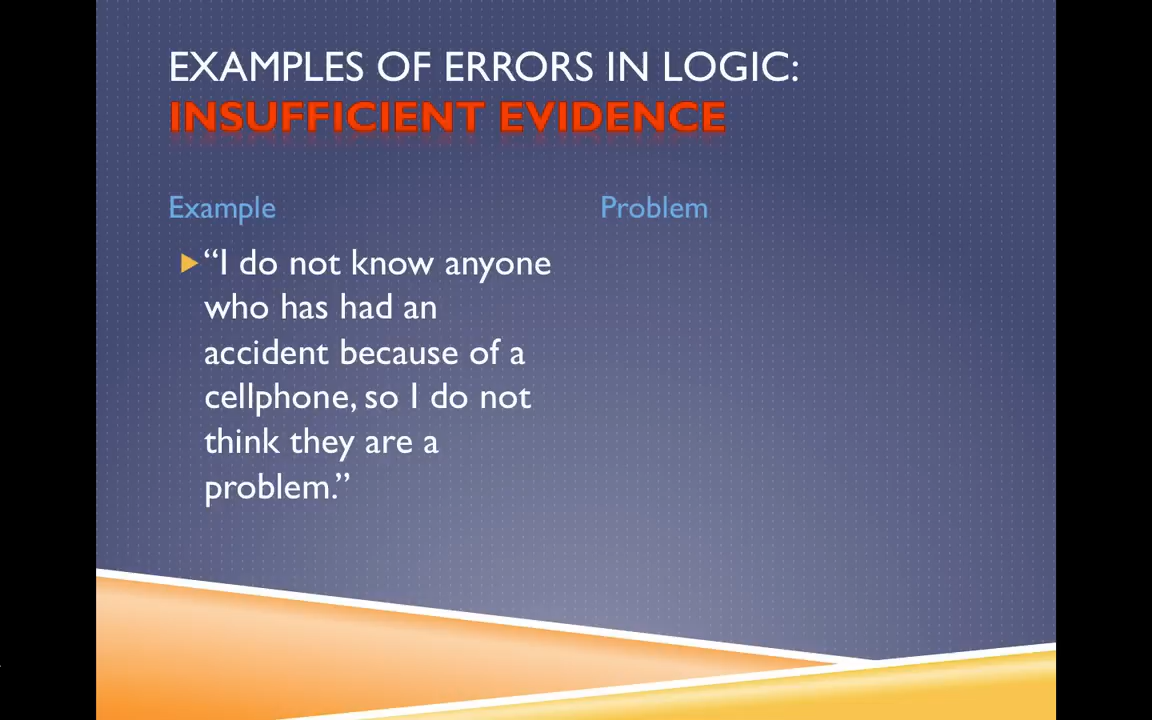 EXAMPLES OF ERRORS IN LOGIC:
INSUFFICIENT EVIDENCE
Example
“I do not know anyone
who has had an
accident because of a
cellphone, so I do not
think they are a
problem.”
Problem